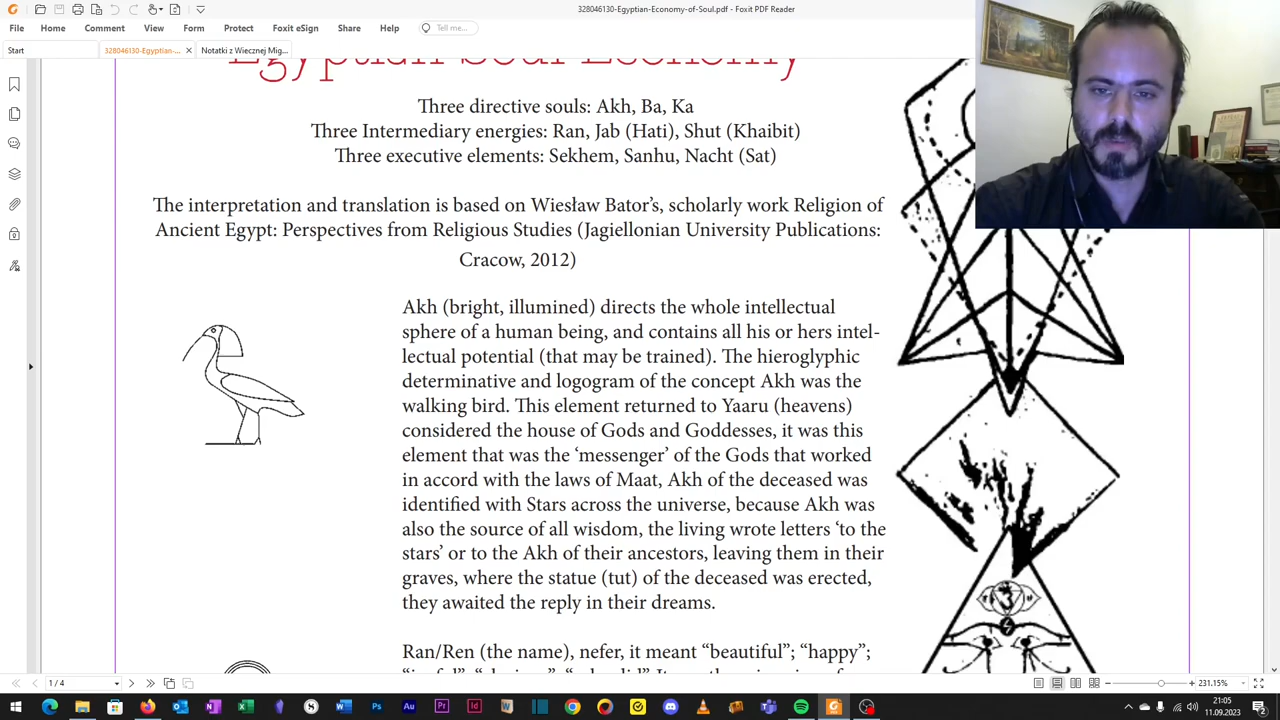 328046130-Egyptian-Economy-of-Soul.pdf - Foxit PDF Reader
File Home Comment View Form Protect Foxit eSign Share Help Tell me...
Start 328046130-Egyptian-... Notatki z Wiecznej Mig...
Egyptian Soul Economy
Three directive souls: Akh, Ba, Ka
Three Intermediary energies: Ran, Jab (Hati), Shut (Khaibit)
Three executive elements: Sekhem, Sanhu, Nacht (Sat)
The interpretation and translation is based on Wiesław Bator’s, scholarly work Religion of
Ancient Egypt: Perspectives from Religious Studies (Jagiellonian University Publications:
Cracow, 2012)
Akh (bright, illumined) directs the whole intellectual
sphere of a human being, and contains all his or hers intel-
lectual potential (that may be trained). The hieroglyphic
determinative and logogram of the concept Akh was the
walking bird. This element returned to Yaaru (heavens)
considered the house of Gods and Goddesses, it was this
element that was the ‘messenger’ of the Gods that worked
in accord with the laws of Maat, Akh of the deceased was
identified with Stars across the universe, because Akh was
also the source of all wisdom, the living wrote letters ‘to the
stars’ or to the Akh of their ancestors, leaving them in their
graves, where the statue (tut) of the deceased was erected,
they awaited the reply in their dreams.
Ran/Ren (the name), nefer, it meant “beautiful”; “happy”;
1 / 4 231.15%
21:05
11.09.2023